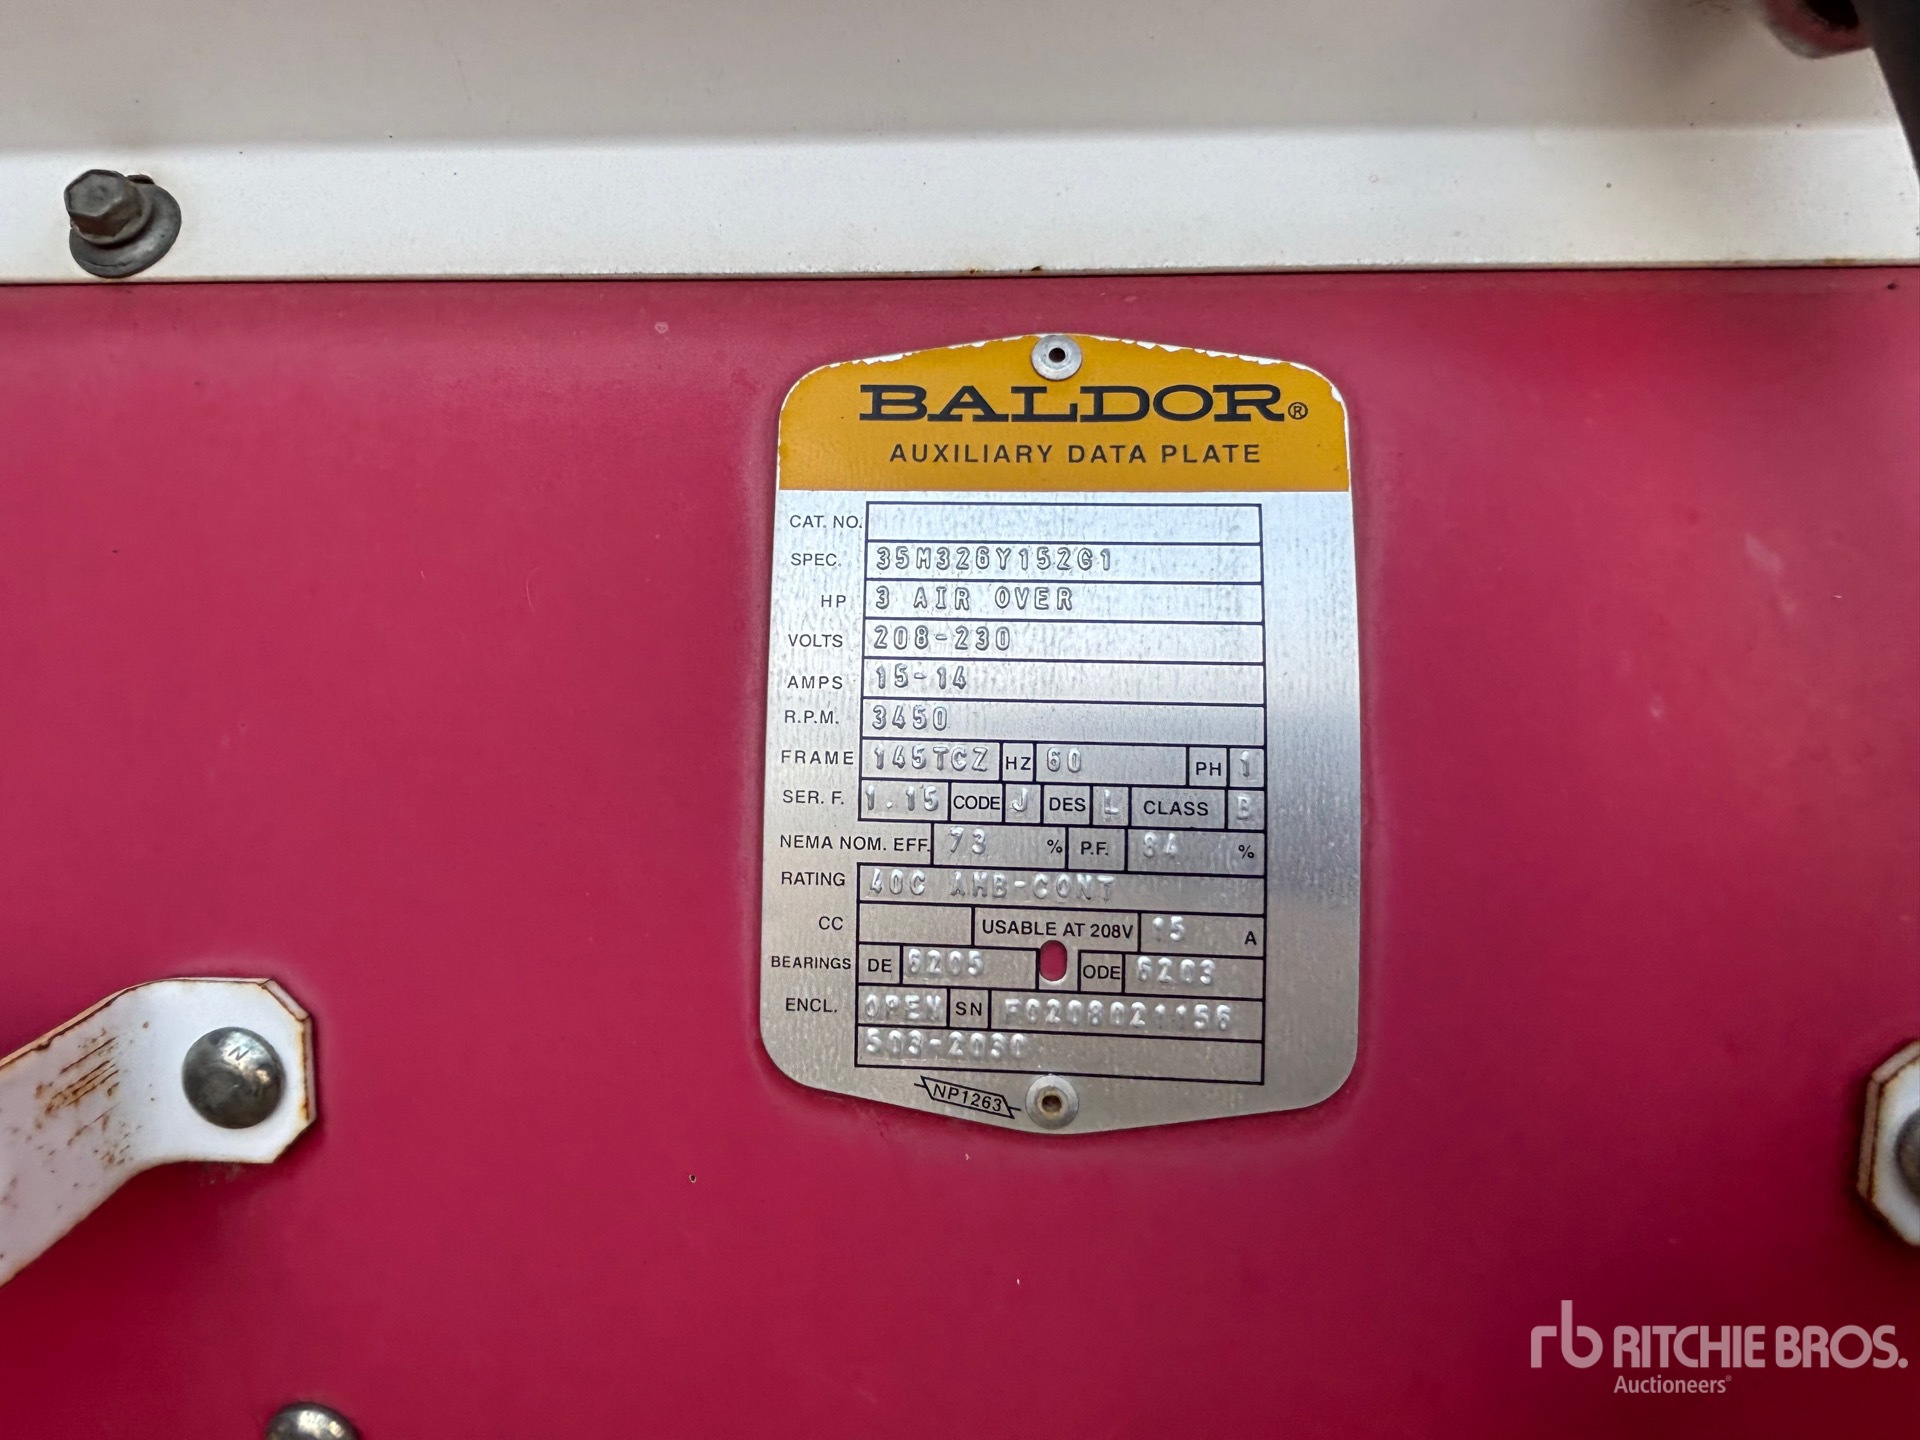 BALDOR®
AUXILIARY DATA PLATE
CAT. NO.
SPEC. 35M326Y152G1
HP 3 AIR OVER
VOLTS 208-230
AMPS 15-14
R.P.M. 3450
FRAME 145TCZ HZ 60 PH 1
SER. F. 1.15 CODE J DES L CLASS B
NEMA NOM. EFF. 73 % P.F. 84 %
RATING 40C AMB-CONT
CC USABLE AT 208V 15 A
BEARINGS DE 6205 ODE 6203
ENCL. OPEN SN F0208021156
503-2030
NP1263
N
rb RITCHIE BROS.
Auctioneers®